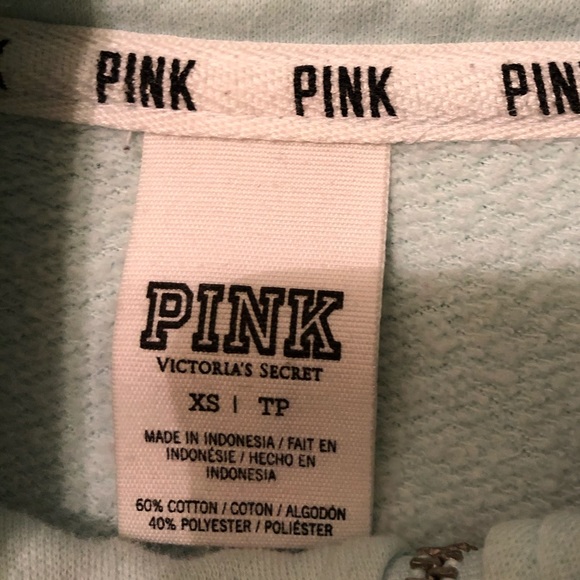 PINK PINK PIN
PINK
VICTORIA'S SECRET
XS | TP
MADE IN INDONESIA / FAIT EN
INDONÉSIE / HECHO EN
INDONESIA
60% COTTON / COTON / ALGODÓN
40% POLYESTER / POLIÉSTER